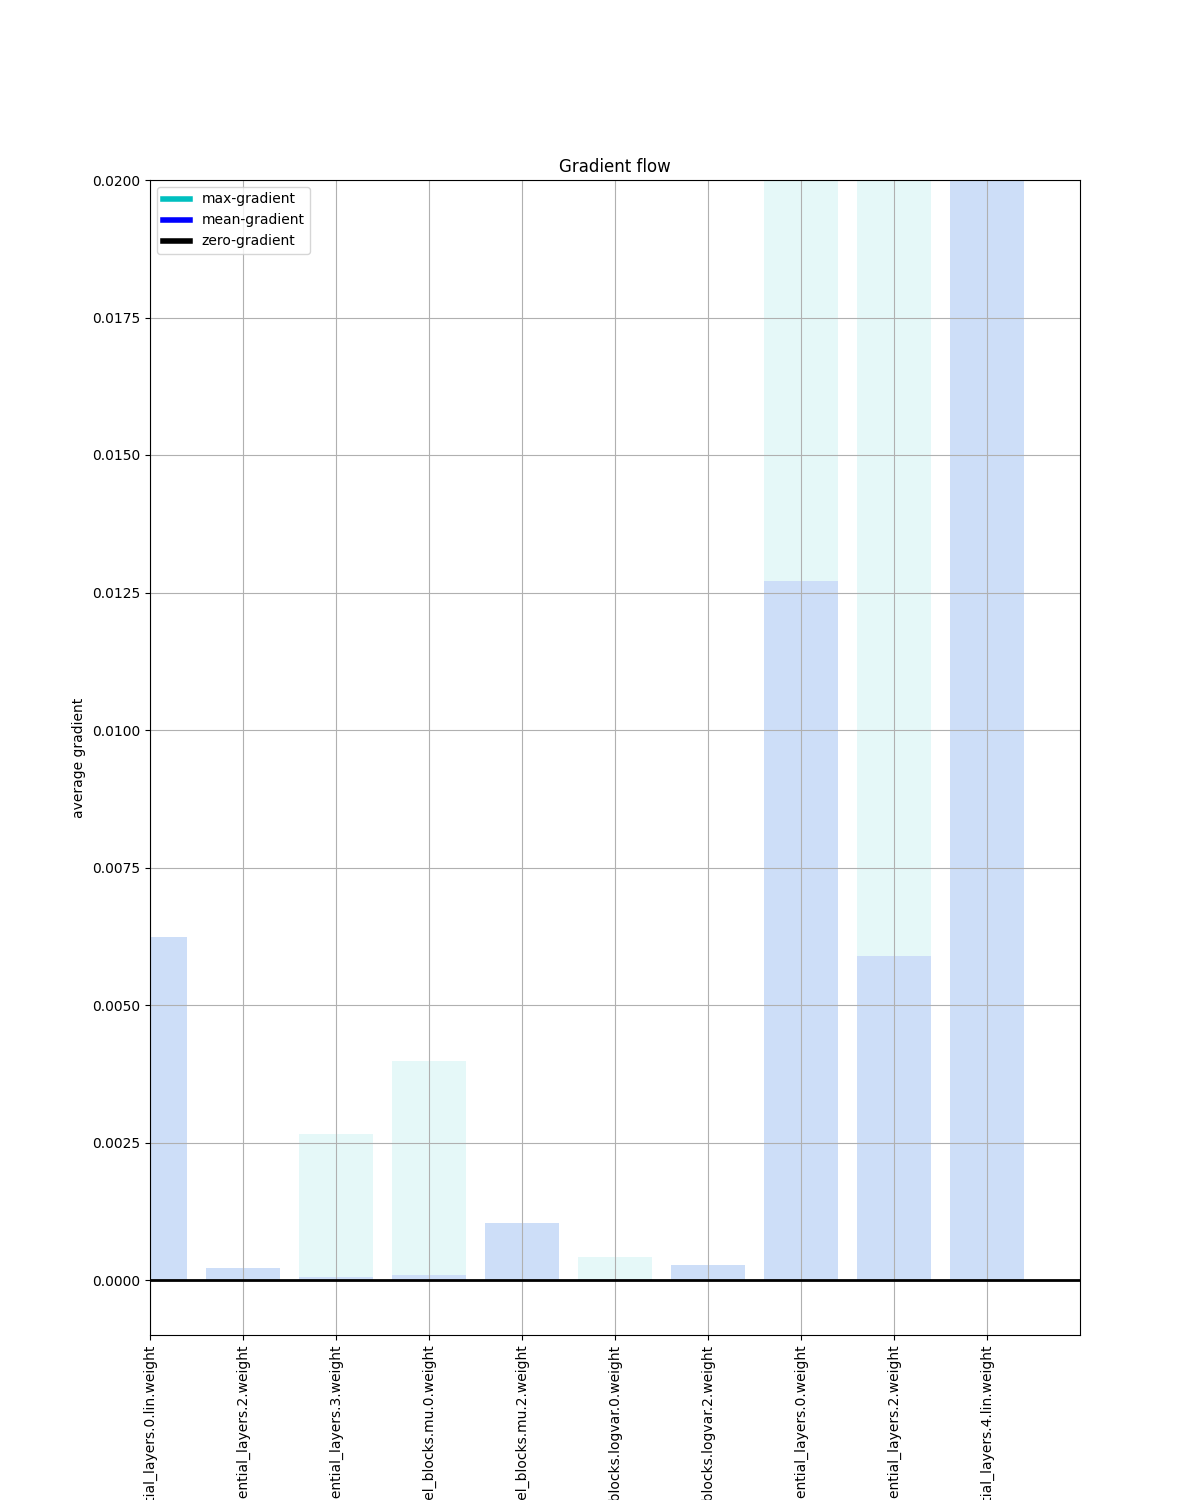 Gradient flow
max-gradient
mean-gradient
zero-gradient
0.0200
0.0175
0.0150
0.0125
0.0100
0.0075
0.0050
0.0025
0.0000
average gradient
tial_layers.0.lin.weight
ential_layers.2.weight
ential_layers.3.weight
el_blocks.mu.0.weight
el_blocks.mu.2.weight
blocks.logvar.0.weight
blocks.logvar.2.weight
ential_layers.0.weight
ential_layers.2.weight
tial_layers.4.lin.weight